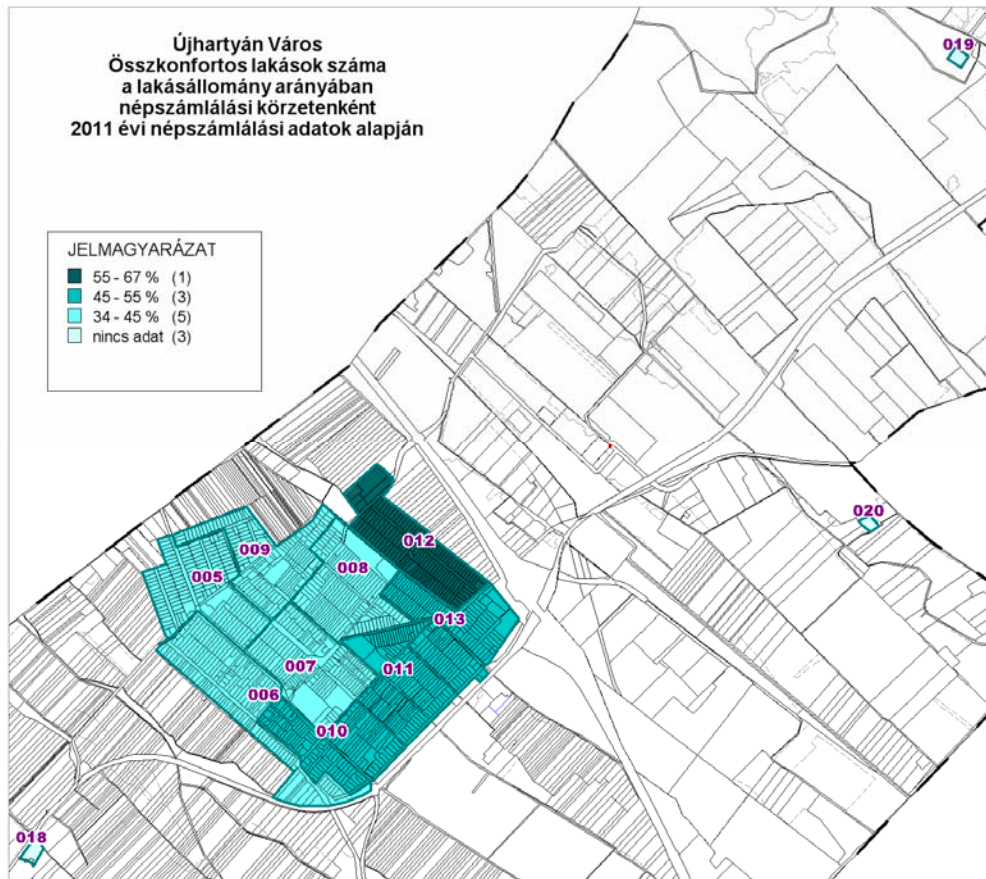 Újhartyán Város
Összkonfortos lakások száma
a lakásállomány arányában
népszámlálási körzetenként
2011 évi népszámlálási adatok alapján
019
JELMAGYARÁZAT
55 - 67 % (1)
45 - 55 % (3)
34 - 45 % (5)
nincs adat (3)
020
012
009
008
005
013
007
011
006
010
018